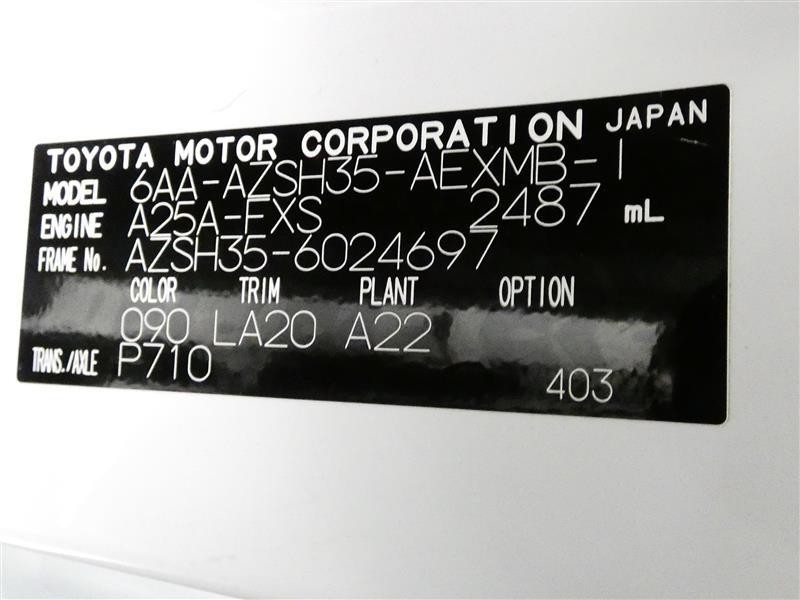 TOYOTA MOTOR CORPORATION JAPAN
MODEL 6AA-AZSH35-AEXMB-1
ENGINE A25A-FXS 2487 mL
FRAME No. AZSH35-6024697
COLOR TRIM PLANT OPTION
090 LA20 A22
TRANS./AXLE P710
403